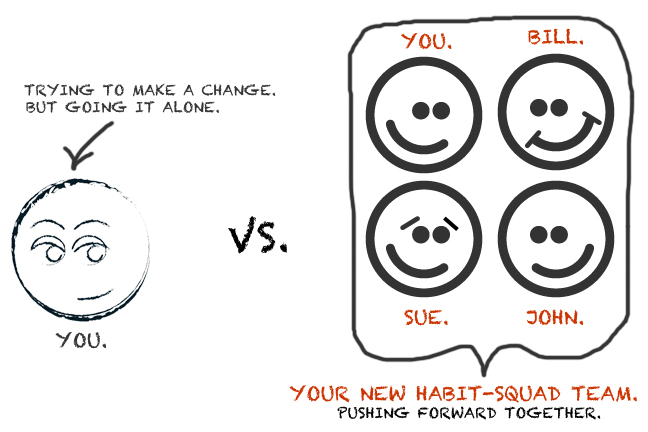 TRYING TO MAKE A CHANGE.
BUT GOING IT ALONE.
YOU.
VS.
YOU.
BILL.
SUE.
JOHN.
YOUR NEW HABIT-SQUAD TEAM.
PUSHING FORWARD TOGETHER.